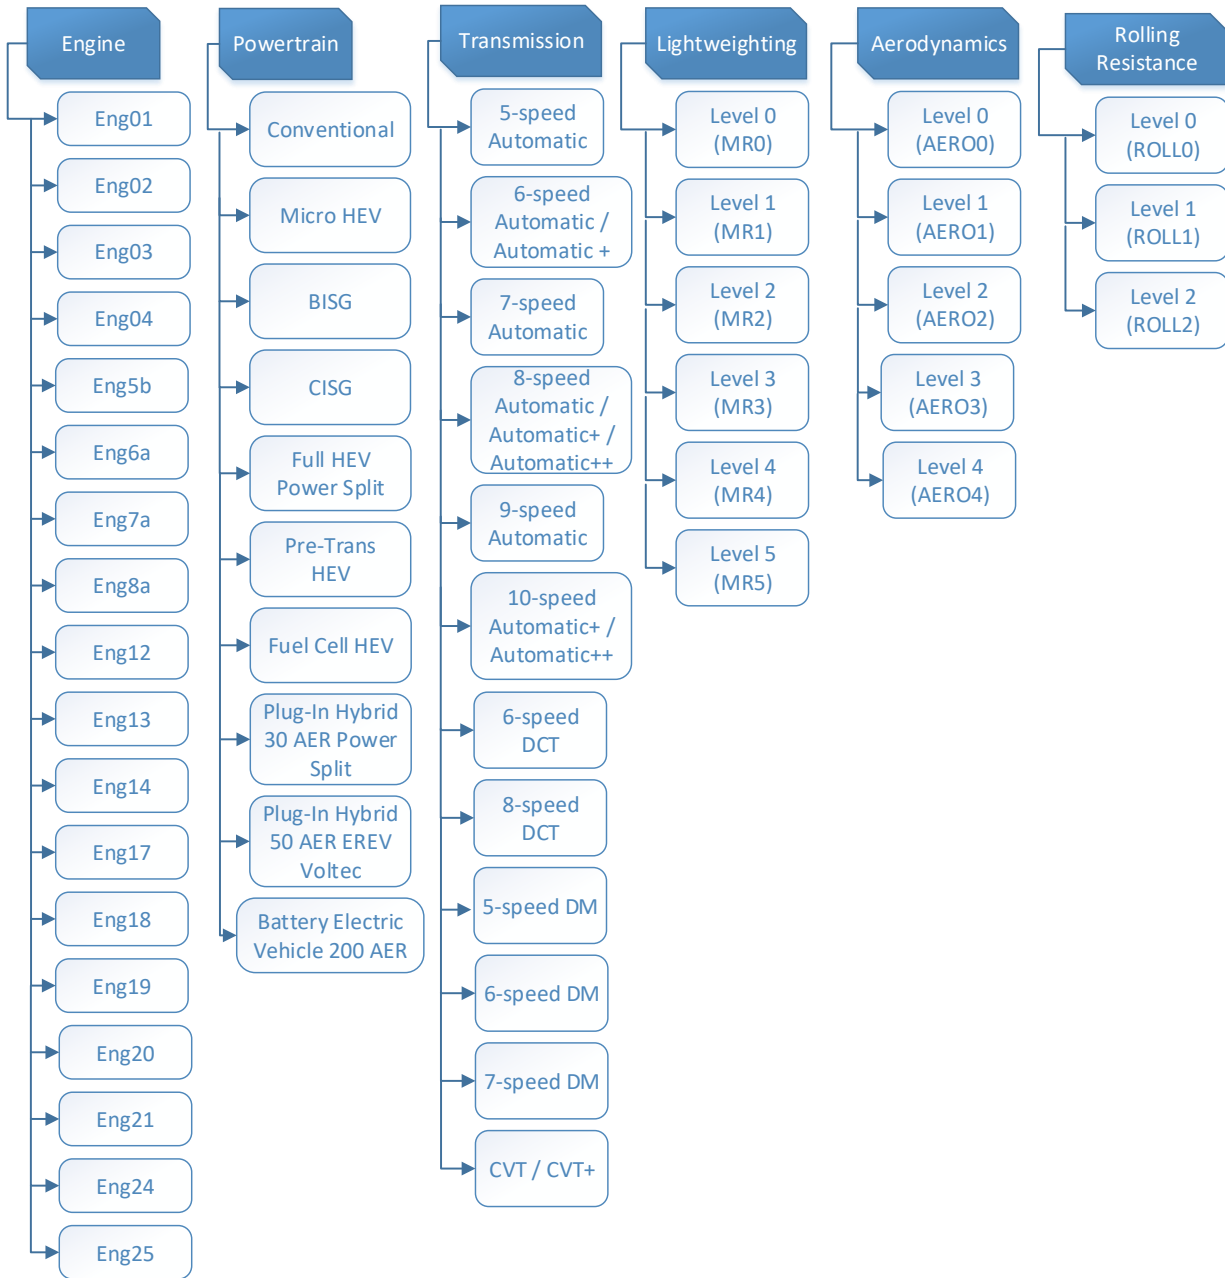 Engine
Eng01
Eng02
Eng03
Eng04
Eng5b
Eng6a
Eng7a
Eng8a
Eng12
Eng13
Eng14
Eng17
Eng18
Eng19
Eng20
Eng21
Eng24
Eng25
Powertrain
Conventional
Micro HEV
BISG
CISG
Full HEV
Power Split
Pre-Trans
HEV
Fuel Cell HEV
Plug-In Hybrid
30 AER Power
Split
Plug-In Hybrid
50 AER EREV
Voltec
Battery Electric
Vehicle 200 AER
Transmission
5-speed
Automatic
6-speed
Automatic /
Automatic +
7-speed
Automatic
8-speed
Automatic /
Automatic+ /
Automatic++
9-speed
Automatic
10-speed
Automatic+ /
Automatic++
6-speed
DCT
8-speed
DCT
5-speed DM
6-speed DM
7-speed DM
CVT / CVT+
Lightweighting
Level 0
(MR0)
Level 1
(MR1)
Level 2
(MR2)
Level 3
(MR3)
Level 4
(MR4)
Level 5
(MR5)
Aerodynamics
Level 0
(AERO0)
Level 1
(AERO1)
Level 2
(AERO2)
Level 3
(AERO3)
Level 4
(AERO4)
Rolling
Resistance
Level 0
(ROLL0)
Level 1
(ROLL1)
Level 2
(ROLL2)